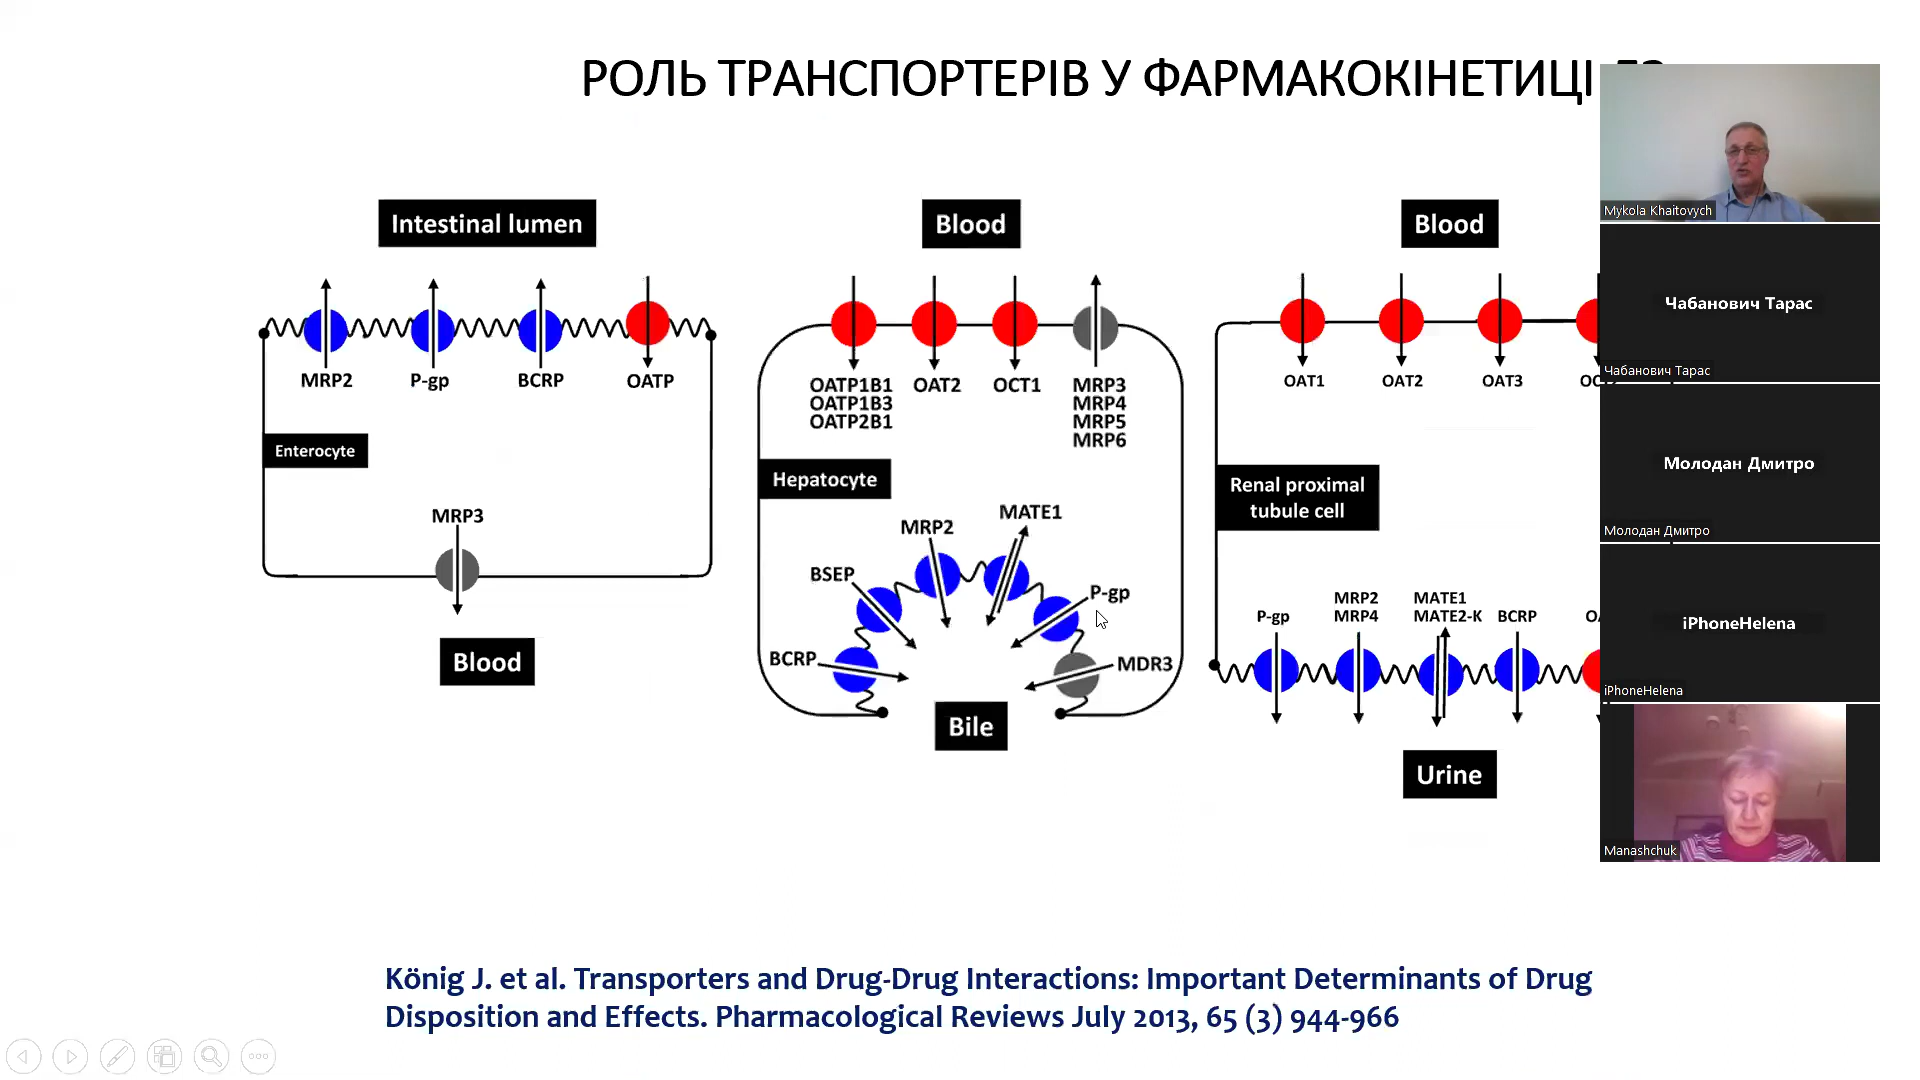 РОЛЬ ТРАНСПОРТЕРІВ У ФАРМАКОКІНЕТИЦІ
Intestinal lumen
MRP2
P-gp
BCRP
OATP
Enterocyte
MRP3
Blood
Blood
OATP1B1
OATP1B3
OATP2B1
OAT2
OCT1
MRP3
MRP4
MRP5
MRP6
Hepatocyte
BCRP
BSEP
MRP2
MATE1
P-gp
MDR3
Bile
Blood
OAT1
OAT2
OAT3
Renal proximal
tubule cell
P-gp
MRP2
MRP4
MATE1
MATE2-K
BCRP
Urine
König J. et al. Transporters and Drug-Drug Interactions: Important Determinants of Drug
Disposition and Effects. Pharmacological Reviews July 2013, 65 (3) 944-966
Mykola Khaitovych
Чабанович Тарас
Чабанович Тарас
Молодан Дмитро
Молодан Дмитро
iPhoneHelena
iPhoneHelena
Manashchuk